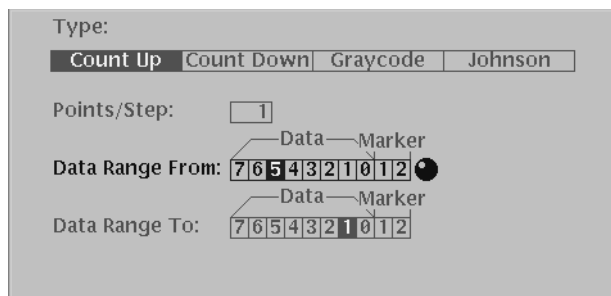 Type:
Count Up Count Down Graycode Johnson
Points/Step: 1
Data Marker
Data Range From: 7 6 5 4 3 2 1 0 1 2
Data Marker
Data Range To: 7 6 5 4 3 2 1 0 1 2